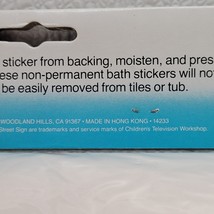 sticker from backing, moisten, and pres
ese non-permanent bath stickers will not
be easily removed from tiles or tub.
WOODLAND HILLS, CA 91367 • MADE IN HONG KONG • 14233
Street Sign are trademarks and service marks of Children's Television Workshop